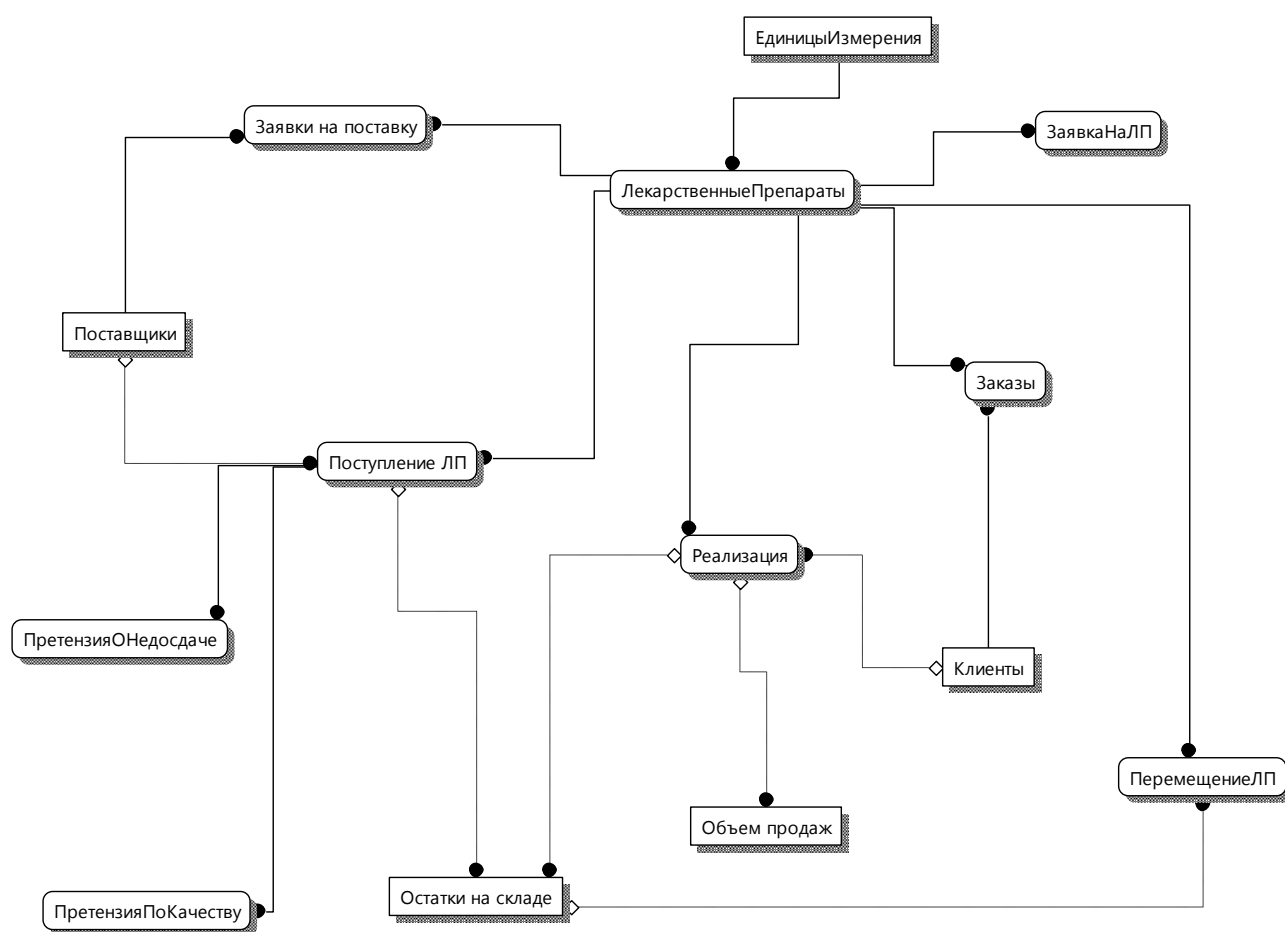 ЕдиницыИзмерения
Заявки на поставку
ЗаявкаНаЛП
ЛекарственныеПрепараты
Поставщики
Заказы
Поступление ЛП
Реализация
ПретензияОНедосдаче
Клиенты
ПеремещениеЛП
Объем продаж
Остатки на складе
ПретензияПоКачеству